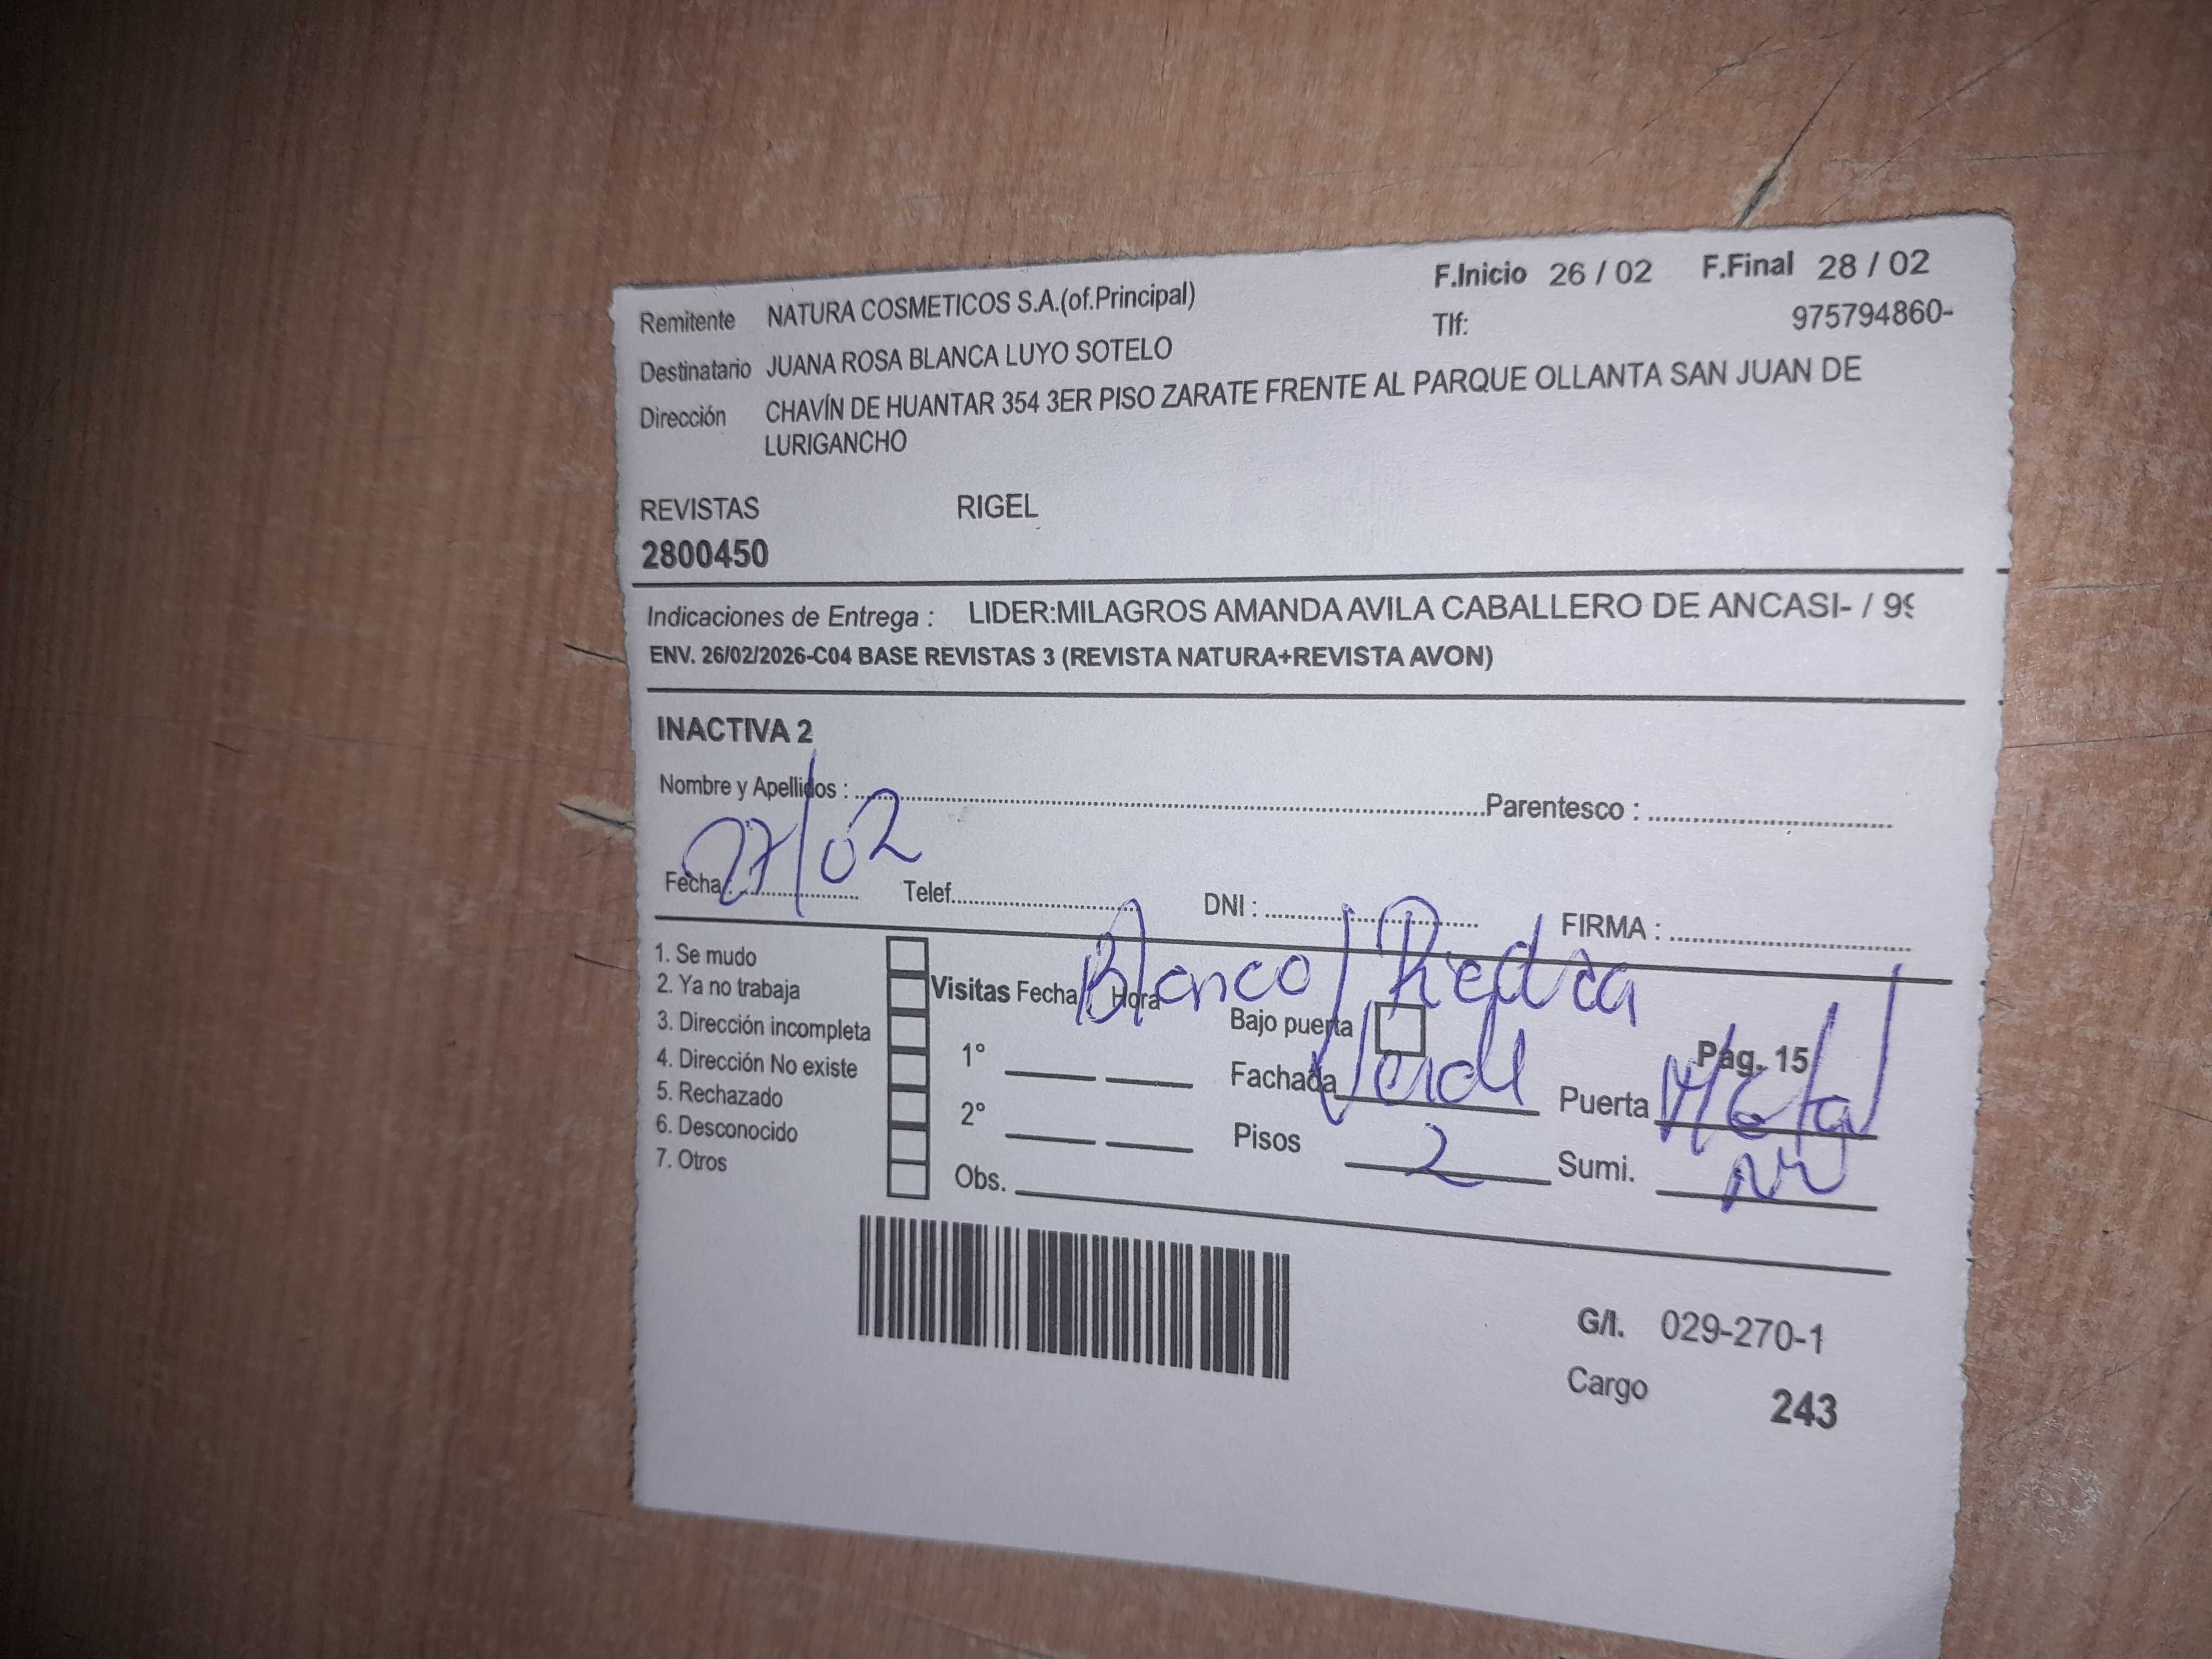 Remitente NATURA COSMETICOS S.A.(of.Principal) F.Inicio 26 / 02 F.Final 28 / 02
Tlf: 975794860-
Destinatario JUANA ROSA BLANCA LUYO SOTELO
Dirección CHAVÍN DE HUANTAR 354 3ER PISO ZARATE FRENTE AL PARQUE OLLANTA SAN JUAN DE
LURIGANCHO
REVISTAS RIGEL
2800450
Indicaciones de Entrega : LIDER:MILAGROS AMANDA AVILA CABALLERO DE ANCASI- / 99
ENV. 26/02/2026-C04 BASE REVISTAS 3 (REVISTA NATURA+REVISTA AVON)
INACTIVA 2
Nombre y Apellidos : Parentesco :
Fecha : 27/02 Telef. DNI : FIRMA :
Blanco/Piedra
1. Se mudo
2. Ya no trabaja
3. Dirección incompleta
4. Dirección No existe
5. Rechazado
6. Desconocido
7. Otros
Visitas Fecha Hora
1°
2°
Obs.
Bajo puerta
Pag. 15
Fachada Verde Puerta Metal
Pisos 2 Sumi.
G/I. 029-270-1
Cargo 243